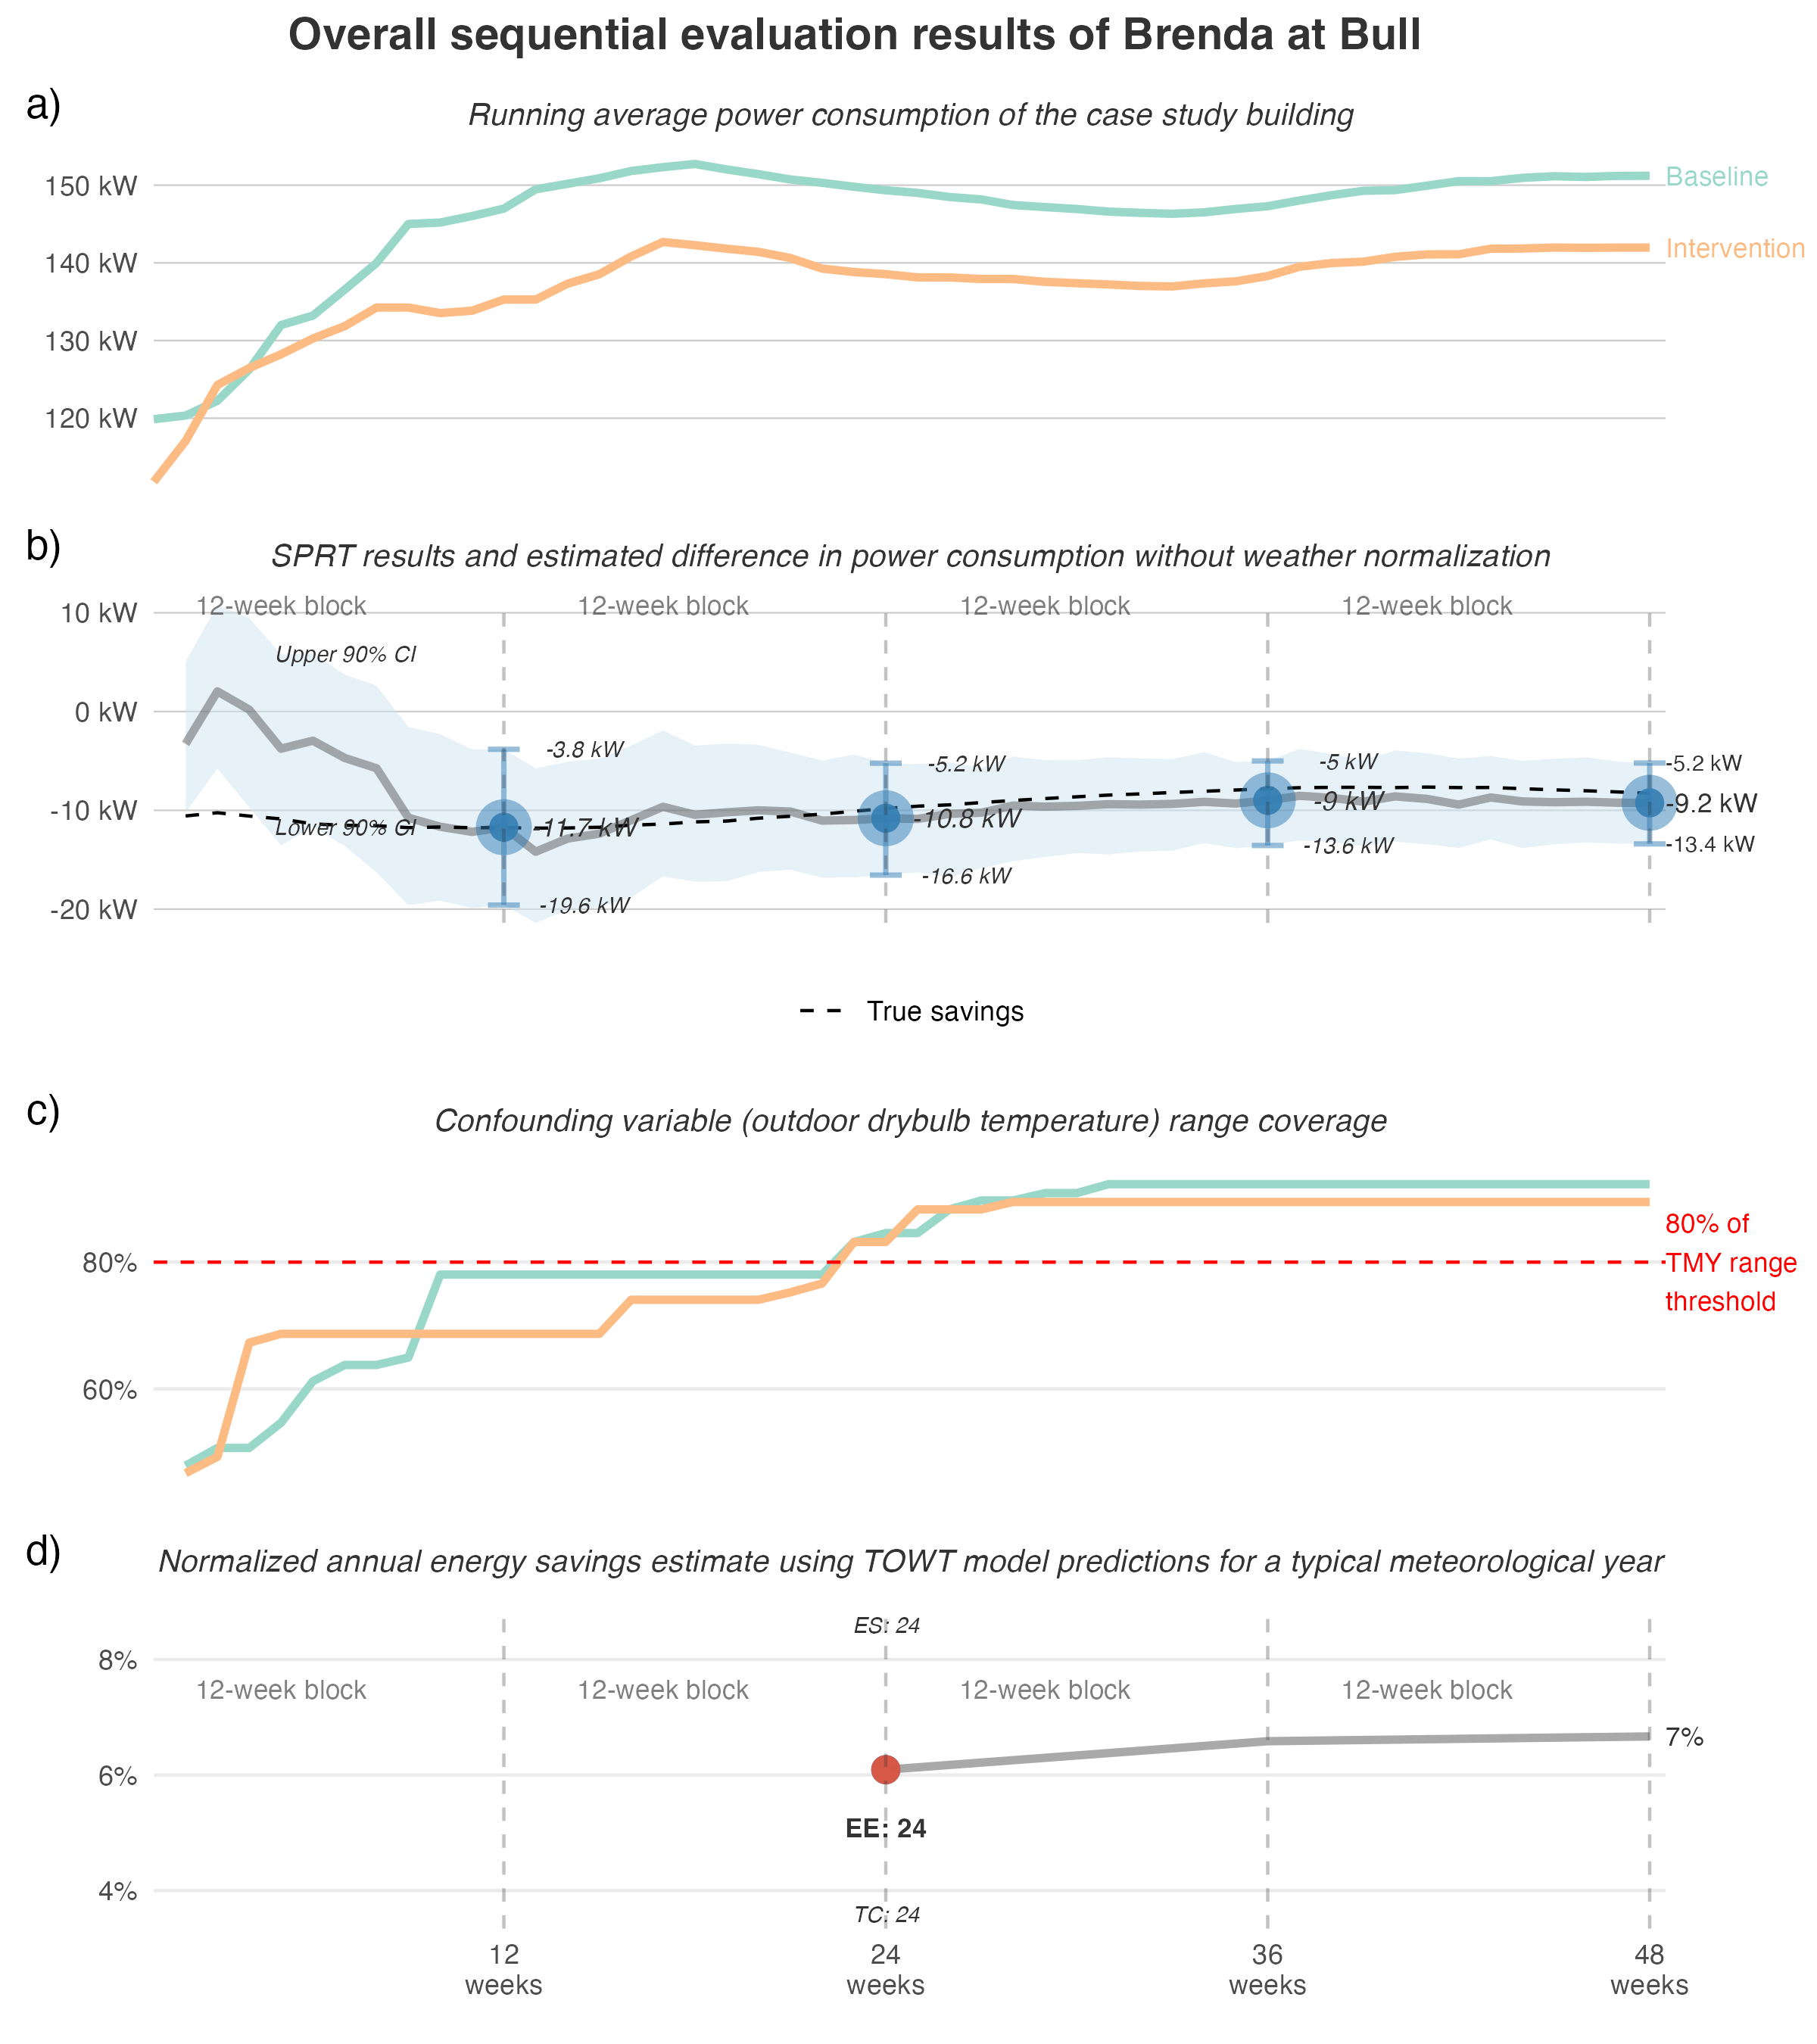 Overall sequential evaluation results of Brenda at Bull
a)
Running average power consumption of the case study building
150 kW
140 kW
130 kW
120 kW
Baseline
Intervention
b)
SPRT results and estimated difference in power consumption without weather normalization
12-week block
12-week block
12-week block
12-week block
10 kW
0 kW
-10 kW
-20 kW
Upper 90% CI
Lower 90% CI
-3.8 kW
-11.7 kW
-19.6 kW
-5.2 kW
-10.8 kW
-16.6 kW
-5 kW
-9 kW
-13.6 kW
-5.2 kW
-9.2 kW
-13.4 kW
True savings
c)
Confounding variable (outdoor drybulb temperature) range coverage
80%
60%
80% of
TMY range
threshold
d)
Normalized annual energy savings estimate using TOWT model predictions for a typical meteorological year
ES: 24
8%
6%
4%
12-week block
12-week block
12-week block
12-week block
7%
EE: 24
TC: 24
12
weeks
24
weeks
36
weeks
48
weeks